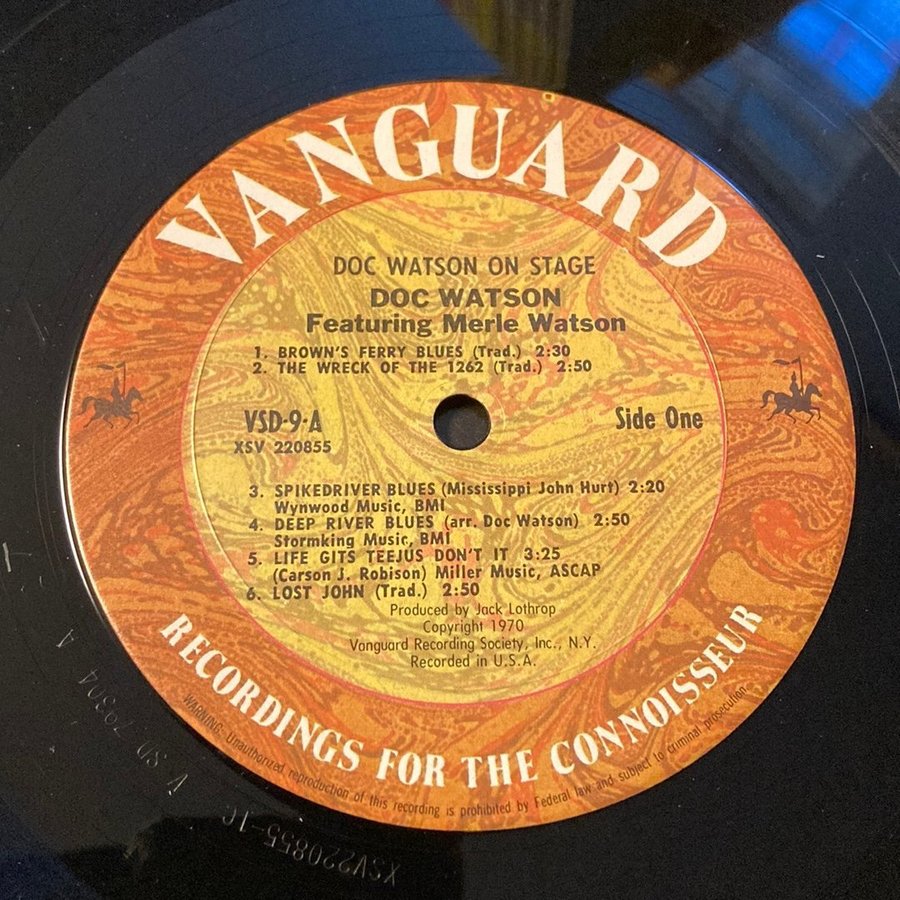 VANGUARD
DOC WATSON ON STAGE
DOC WATSON
Featuring Merle Watson
1. BROWN'S FERRY BLUES (Trad.) 2:30
2. THE WRECK OF THE 1262 (Trad.) 2:50
VSD-9-A
XSV 220855
Side One
3. SPIKEDRIVER BLUES (Mississippi John Hurt) 2:20
Wynwood Music, BMI
4. DEEP RIVER BLUES (arr. Doc Watson) 2:50
Stormking Music, BMI
5. LIFE GITS TEEJUS DON'T IT 3:25
(Carson J. Robison) Miller Music, ASCAP
6. LOST JOHN (Trad.) 2:50
Produced by Jack Lothrop
Copyright 1970
Vanguard Recording Society, Inc., N.Y.
Recorded in U.S.A.
RECORDINGS FOR THE CONNOISSEUR
WARNING: Unauthorized reproduction of this recording is prohibited by Federal law and subject to criminal prosecution.
XSV220855-1C